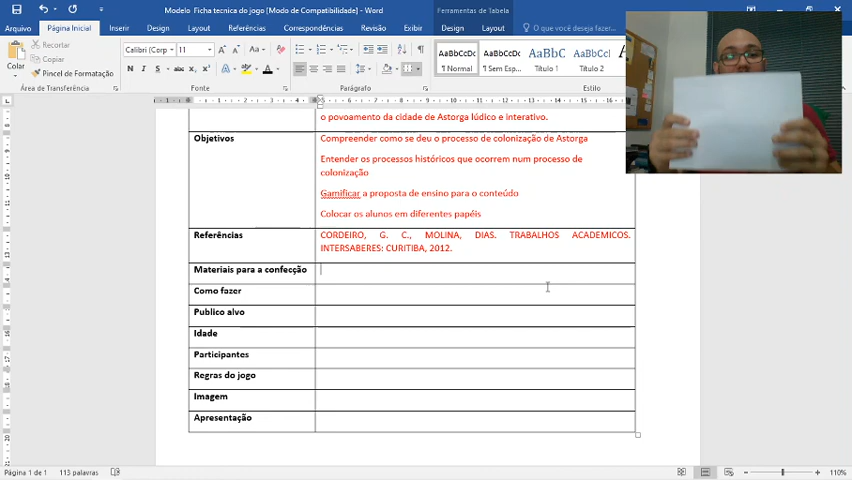 Modelo Ficha tecnica do jogo [Modo de Compatibilidade] - Word
Ferramentas de Tabela
Arquivo Página Inicial Inserir Design Layout Referências Correspondências Revisão Exibir Design Layout O que você deseja fazer...
Colar
Recortar
Copiar
Pincel de Formatação
Área de Transferência
Calibri (Corp 11
N I S abc x₂ x²
Fonte
Parágrafo
AaBbCcDc AaBbCcDc AaBbC AaBbCcI
¶ Normal ¶ Sem Esp... Título 1 Título 2
Estilo
o povoamento da cidade de Astorga lúdico e interativo.
Objetivos
Compreender como se deu o processo de colonização de Astorga
Entender os processos históricos que ocorrem num processo de
colonização
Gamificar a proposta de ensino para o conteúdo
Colocar os alunos em diferentes papéis
Referências
CORDEIRO, G. C., MOLINA, DIAS. TRABALHOS ACADEMICOS.
INTERSABERES: CURITIBA, 2012.
Materiais para a confecção
Como fazer
Publico alvo
Idade
Participantes
Regras do jogo
Imagem
Apresentação
Página 1 de 1 113 palavras 110%